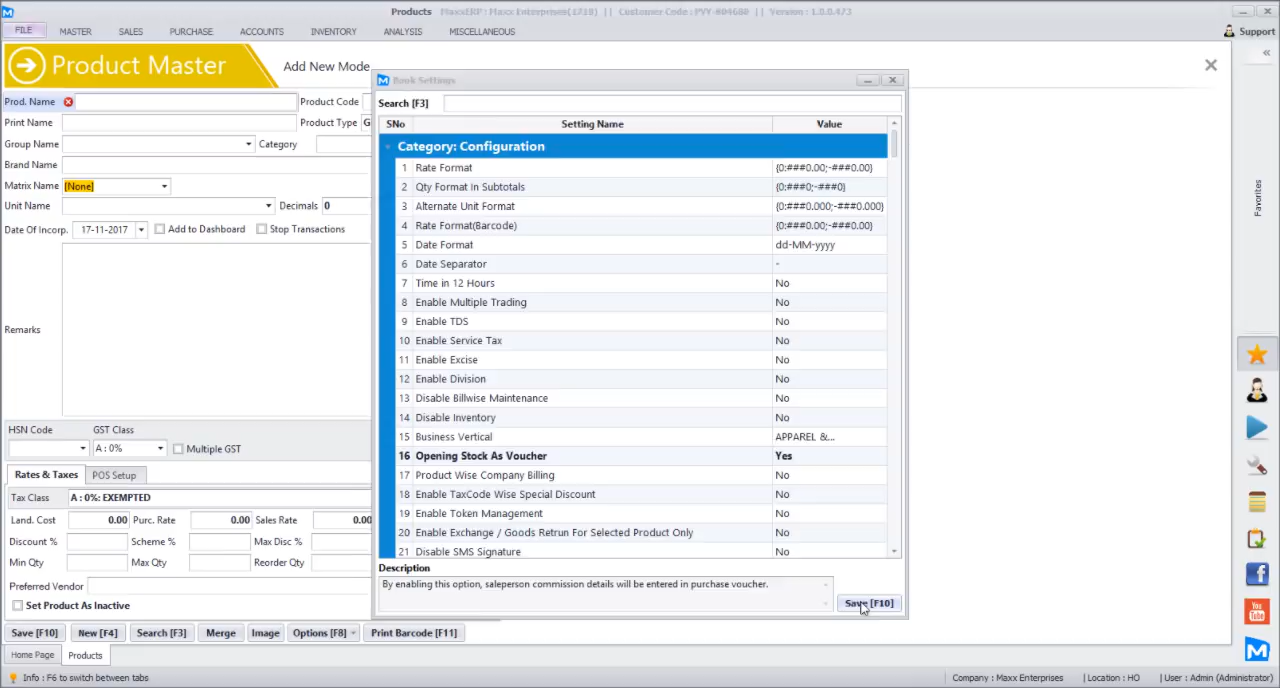 Products MaxxERP : Maxx Enterprises(1718) || Customer Code : PVY-H04680 || Version : 1.0.0.473
FILE MASTER SALES PURCHASE ACCOUNTS INVENTORY ANALYSIS MISCELLANEOUS Support
Product Master Add New Mode
Book Settings
Prod. Name Product Code
Print Name Product Type G
Group Name Category
Brand Name
Matrix Name [None]
Unit Name Decimals 0
Date Of Incorp. 17-11-2017 Add to Dashboard Stop Transactions
Remarks
HSN Code GST Class
A : 0% Multiple GST
Rates & Taxes POS Setup
Tax Class A : 0%: EXEMPTED
Land. Cost 0.00 Purc. Rate 0.00 Sales Rate 0.00
Discount % Scheme % Max Disc %
Min Qty Max Qty Reorder Qty
Preferred Vendor
Set Product As Inactive
Search [F3]
SNo Setting Name Value
Category: Configuration
1 Rate Format {0:###0.00;-###0.00}
2 Qty Format In Subtotals {0:###0;-###0}
3 Alternate Unit Format {0:###0.000;-###0.000}
4 Rate Format(Barcode) {0:###0.00;-###0.00}
5 Date Format dd-MM-yyyy
6 Date Separator -
7 Time in 12 Hours No
8 Enable Multiple Trading No
9 Enable TDS No
10 Enable Service Tax No
11 Enable Excise No
12 Enable Division No
13 Disable Billwise Maintenance No
14 Disable Inventory No
15 Business Vertical APPAREL &...
16 Opening Stock As Voucher Yes
17 Product Wise Company Billing No
18 Enable TaxCode Wise Special Discount No
19 Enable Token Management No
20 Enable Exchange / Goods Retrun For Selected Product Only No
21 Disable SMS Signature No
Description
By enabling this option, saleperson commission details will be entered in purchase voucher.
Save [F10]
Favorites
You
Tube
Save [F10] New [F4] Search [F3] Merge Image Options [F8] Print Barcode [F11]
Home Page Products
Info : F6 to switch between tabs Company : Maxx Enterprises | Location : HO | User : Admin (Administrator)